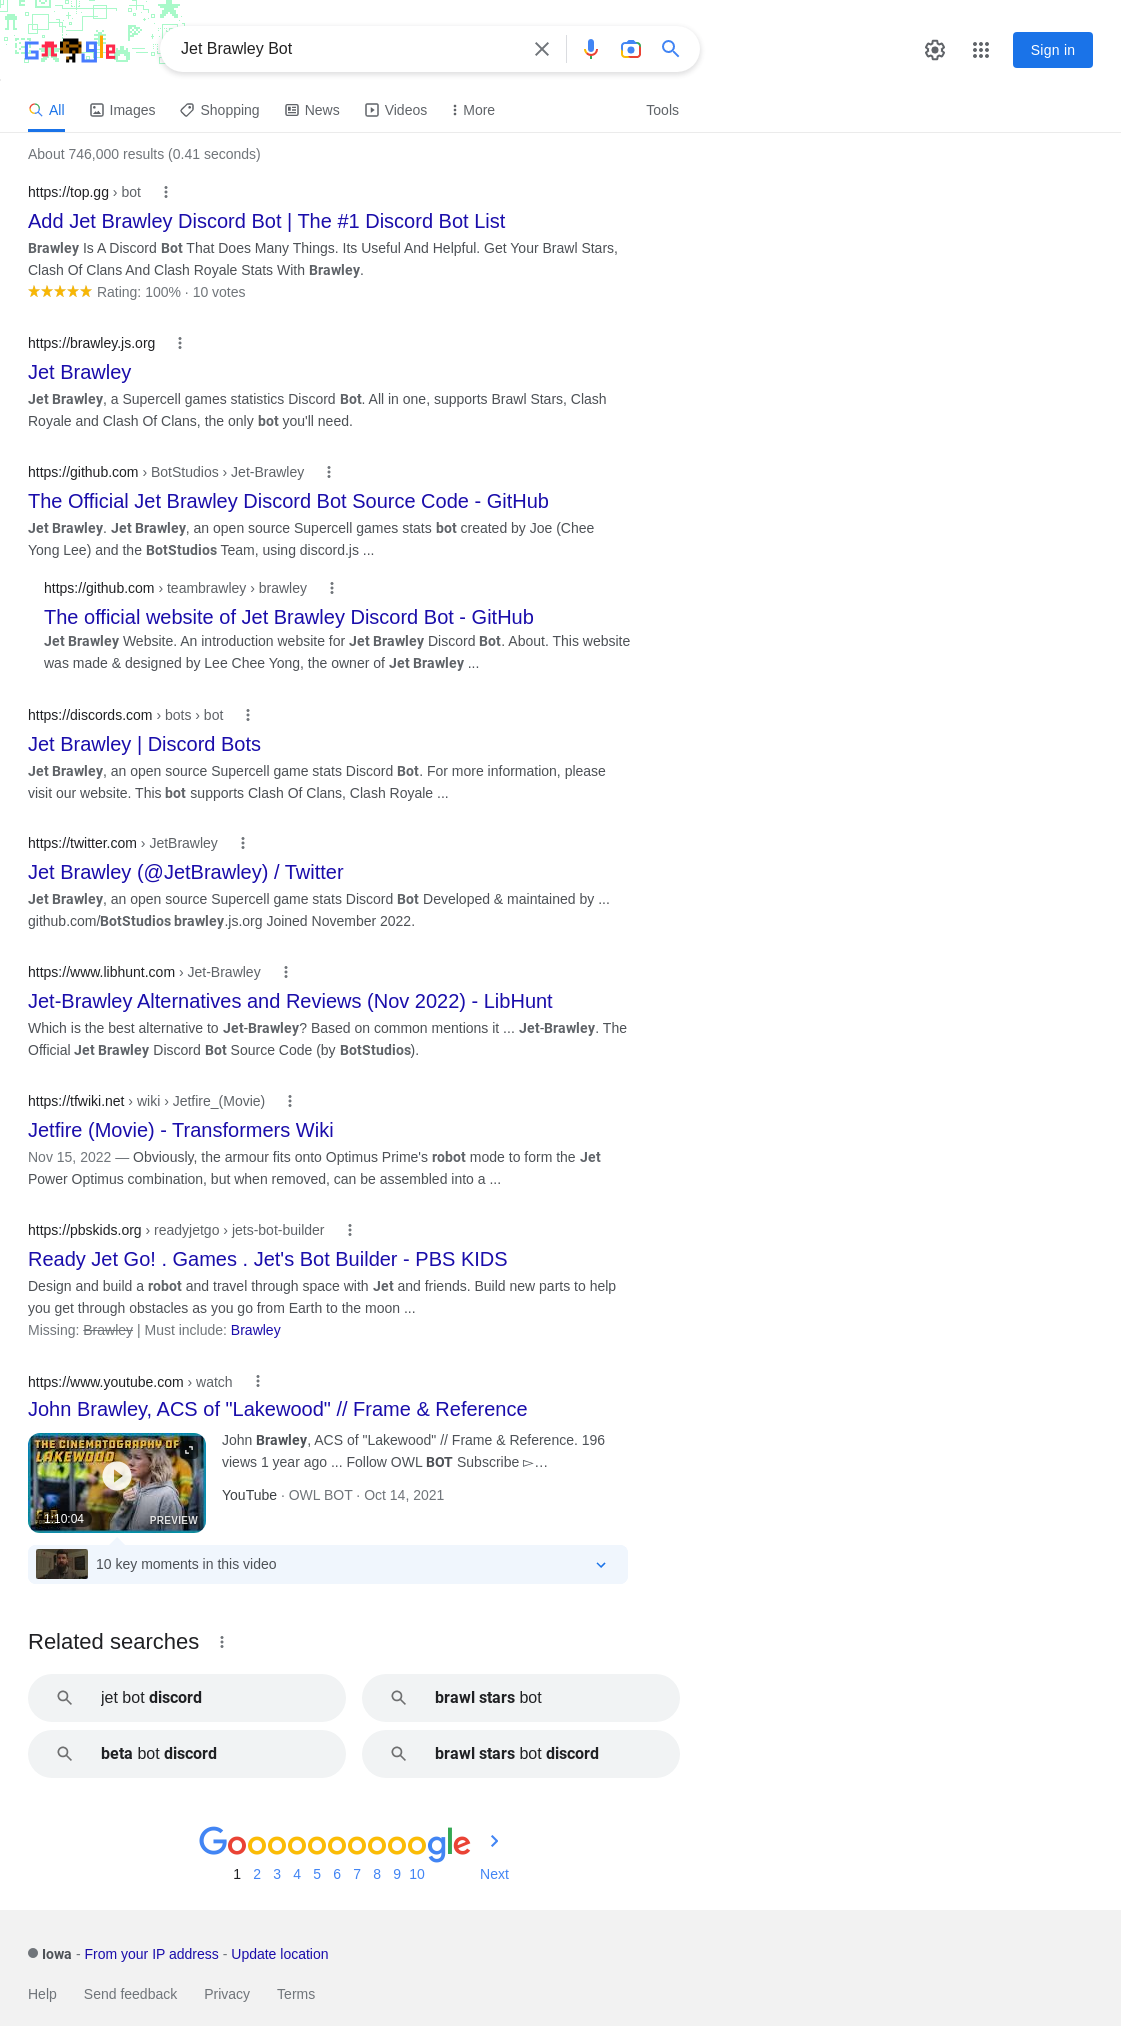 Google
Jet Brawley Bot
Sign in
All Images Shopping News Videos More Tools
About 746,000 results (0.41 seconds)
https://top.gg › bot
Add Jet Brawley Discord Bot | The #1 Discord Bot List
Brawley Is A Discord Bot That Does Many Things. Its Useful And Helpful. Get Your Brawl Stars,
Clash Of Clans And Clash Royale Stats With Brawley.
Rating: 100% · 10 votes
https://brawley.js.org
Jet Brawley
Jet Brawley, a Supercell games statistics Discord Bot. All in one, supports Brawl Stars, Clash
Royale and Clash Of Clans, the only bot you'll need.
https://github.com › BotStudios › Jet-Brawley
The Official Jet Brawley Discord Bot Source Code - GitHub
Jet Brawley. Jet Brawley, an open source Supercell games stats bot created by Joe (Chee
Yong Lee) and the BotStudios Team, using discord.js ...
https://github.com › teambrawley › brawley
The official website of Jet Brawley Discord Bot - GitHub
Jet Brawley Website. An introduction website for Jet Brawley Discord Bot. About. This website
was made & designed by Lee Chee Yong, the owner of Jet Brawley ...
https://discords.com › bots › bot
Jet Brawley | Discord Bots
Jet Brawley, an open source Supercell game stats Discord Bot. For more information, please
visit our website. This bot supports Clash Of Clans, Clash Royale ...
https://twitter.com › JetBrawley
Jet Brawley (@JetBrawley) / Twitter
Jet Brawley, an open source Supercell game stats Discord Bot Developed & maintained by ...
github.com/BotStudios brawley.js.org Joined November 2022.
https://www.libhunt.com › Jet-Brawley
Jet-Brawley Alternatives and Reviews (Nov 2022) - LibHunt
Which is the best alternative to Jet-Brawley? Based on common mentions it ... Jet-Brawley. The
Official Jet Brawley Discord Bot Source Code (by BotStudios).
https://tfwiki.net › wiki › Jetfire_(Movie)
Jetfire (Movie) - Transformers Wiki
Nov 15, 2022 — Obviously, the armour fits onto Optimus Prime's robot mode to form the Jet
Power Optimus combination, but when removed, can be assembled into a ...
https://pbskids.org › readyjetgo › jets-bot-builder
Ready Jet Go! . Games . Jet's Bot Builder - PBS KIDS
Design and build a robot and travel through space with Jet and friends. Build new parts to help
you get through obstacles as you go from Earth to the moon ...
Missing: Brawley | Must include: Brawley
https://www.youtube.com › watch
John Brawley, ACS of "Lakewood" // Frame & Reference
THE CINEMATOGRAPHY OF
LAKEWOOD
1:10:04
PREVIEW
John Brawley, ACS of "Lakewood" // Frame & Reference. 196
views 1 year ago ... Follow OWL BOT Subscribe ▻…
YouTube · OWL BOT · Oct 14, 2021
10 key moments in this video
Related searches
jet bot discord
brawl stars bot
beta bot discord
brawl stars bot discord
Goooooooooogle
1 2 3 4 5 6 7 8 9 10 Next
Iowa - From your IP address - Update location
Help Send feedback Privacy Terms